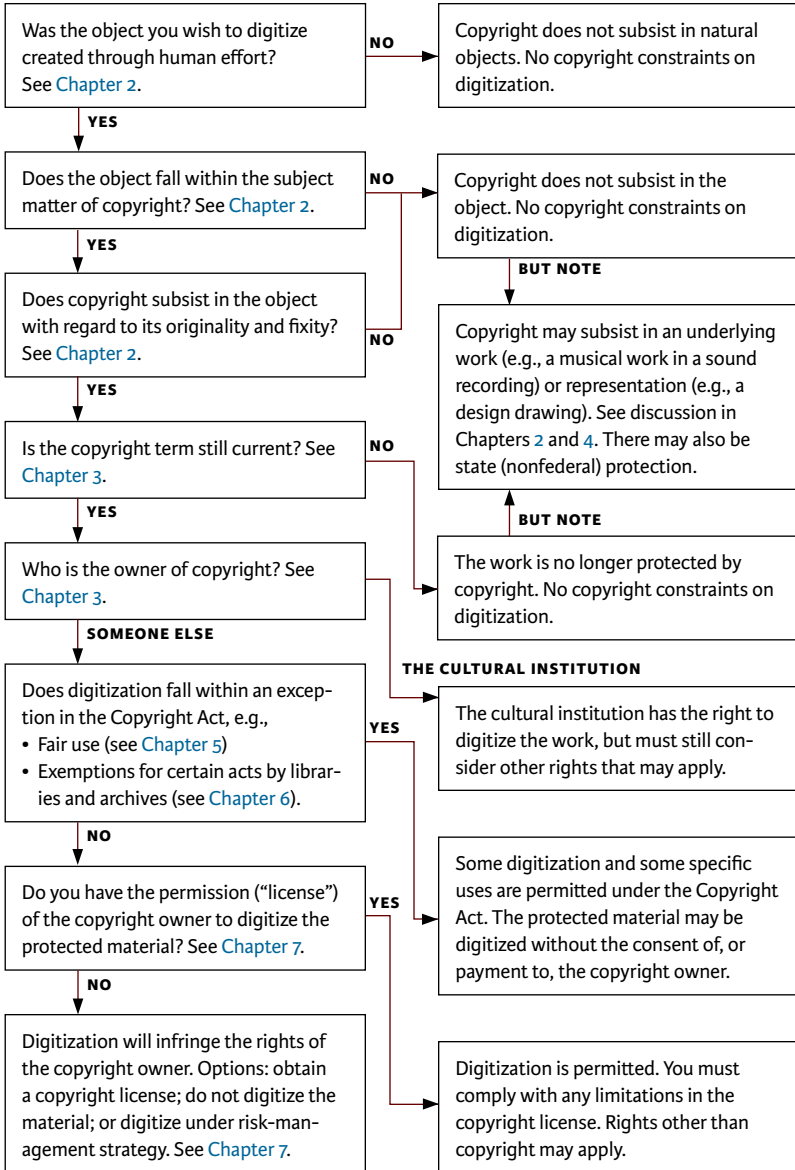 Was the object you wish to digitize
created through human effort?
See Chapter 2.
NO
Copyright does not subsist in natural
objects. No copyright constraints on
digitization.
YES
Does the object fall within the subject
matter of copyright? See Chapter 2.
NO
Copyright does not subsist in the
object. No copyright constraints on
digitization.
YES
BUT NOTE
Does copyright subsist in the object
with regard to its originality and fixity?
See Chapter 2.
NO
Copyright may subsist in an underlying
work (e.g., a musical work in a sound
recording) or representation (e.g., a
design drawing). See discussion in
Chapters 2 and 4. There may also be
state (nonfederal) protection.
YES
Is the copyright term still current? See
Chapter 3.
NO
BUT NOTE
The work is no longer protected by
copyright. No copyright constraints on
digitization.
YES
Who is the owner of copyright? See
Chapter 3.
SOMEONE ELSE
THE CULTURAL INSTITUTION
The cultural institution has the right to
digitize the work, but must still con-
sider other rights that may apply.
Does digitization fall within an excep-
tion in the Copyright Act, e.g.,
• Fair use (see Chapter 5)
• Exemptions for certain acts by librar-
ies and archives (see Chapter 6).
YES
Some digitization and some specific
uses are permitted under the Copyright
Act. The protected material may be
digitized without the consent of, or
payment to, the copyright owner.
NO
Do you have the permission (“license”)
of the copyright owner to digitize the
protected material? See Chapter 7.
YES
Digitization is permitted. You must
comply with any limitations in the
copyright license. Rights other than
copyright may apply.
NO
Digitization will infringe the rights of
the copyright owner. Options: obtain
a copyright license; do not digitize the
material; or digitize under risk-man-
agement strategy. See Chapter 7.